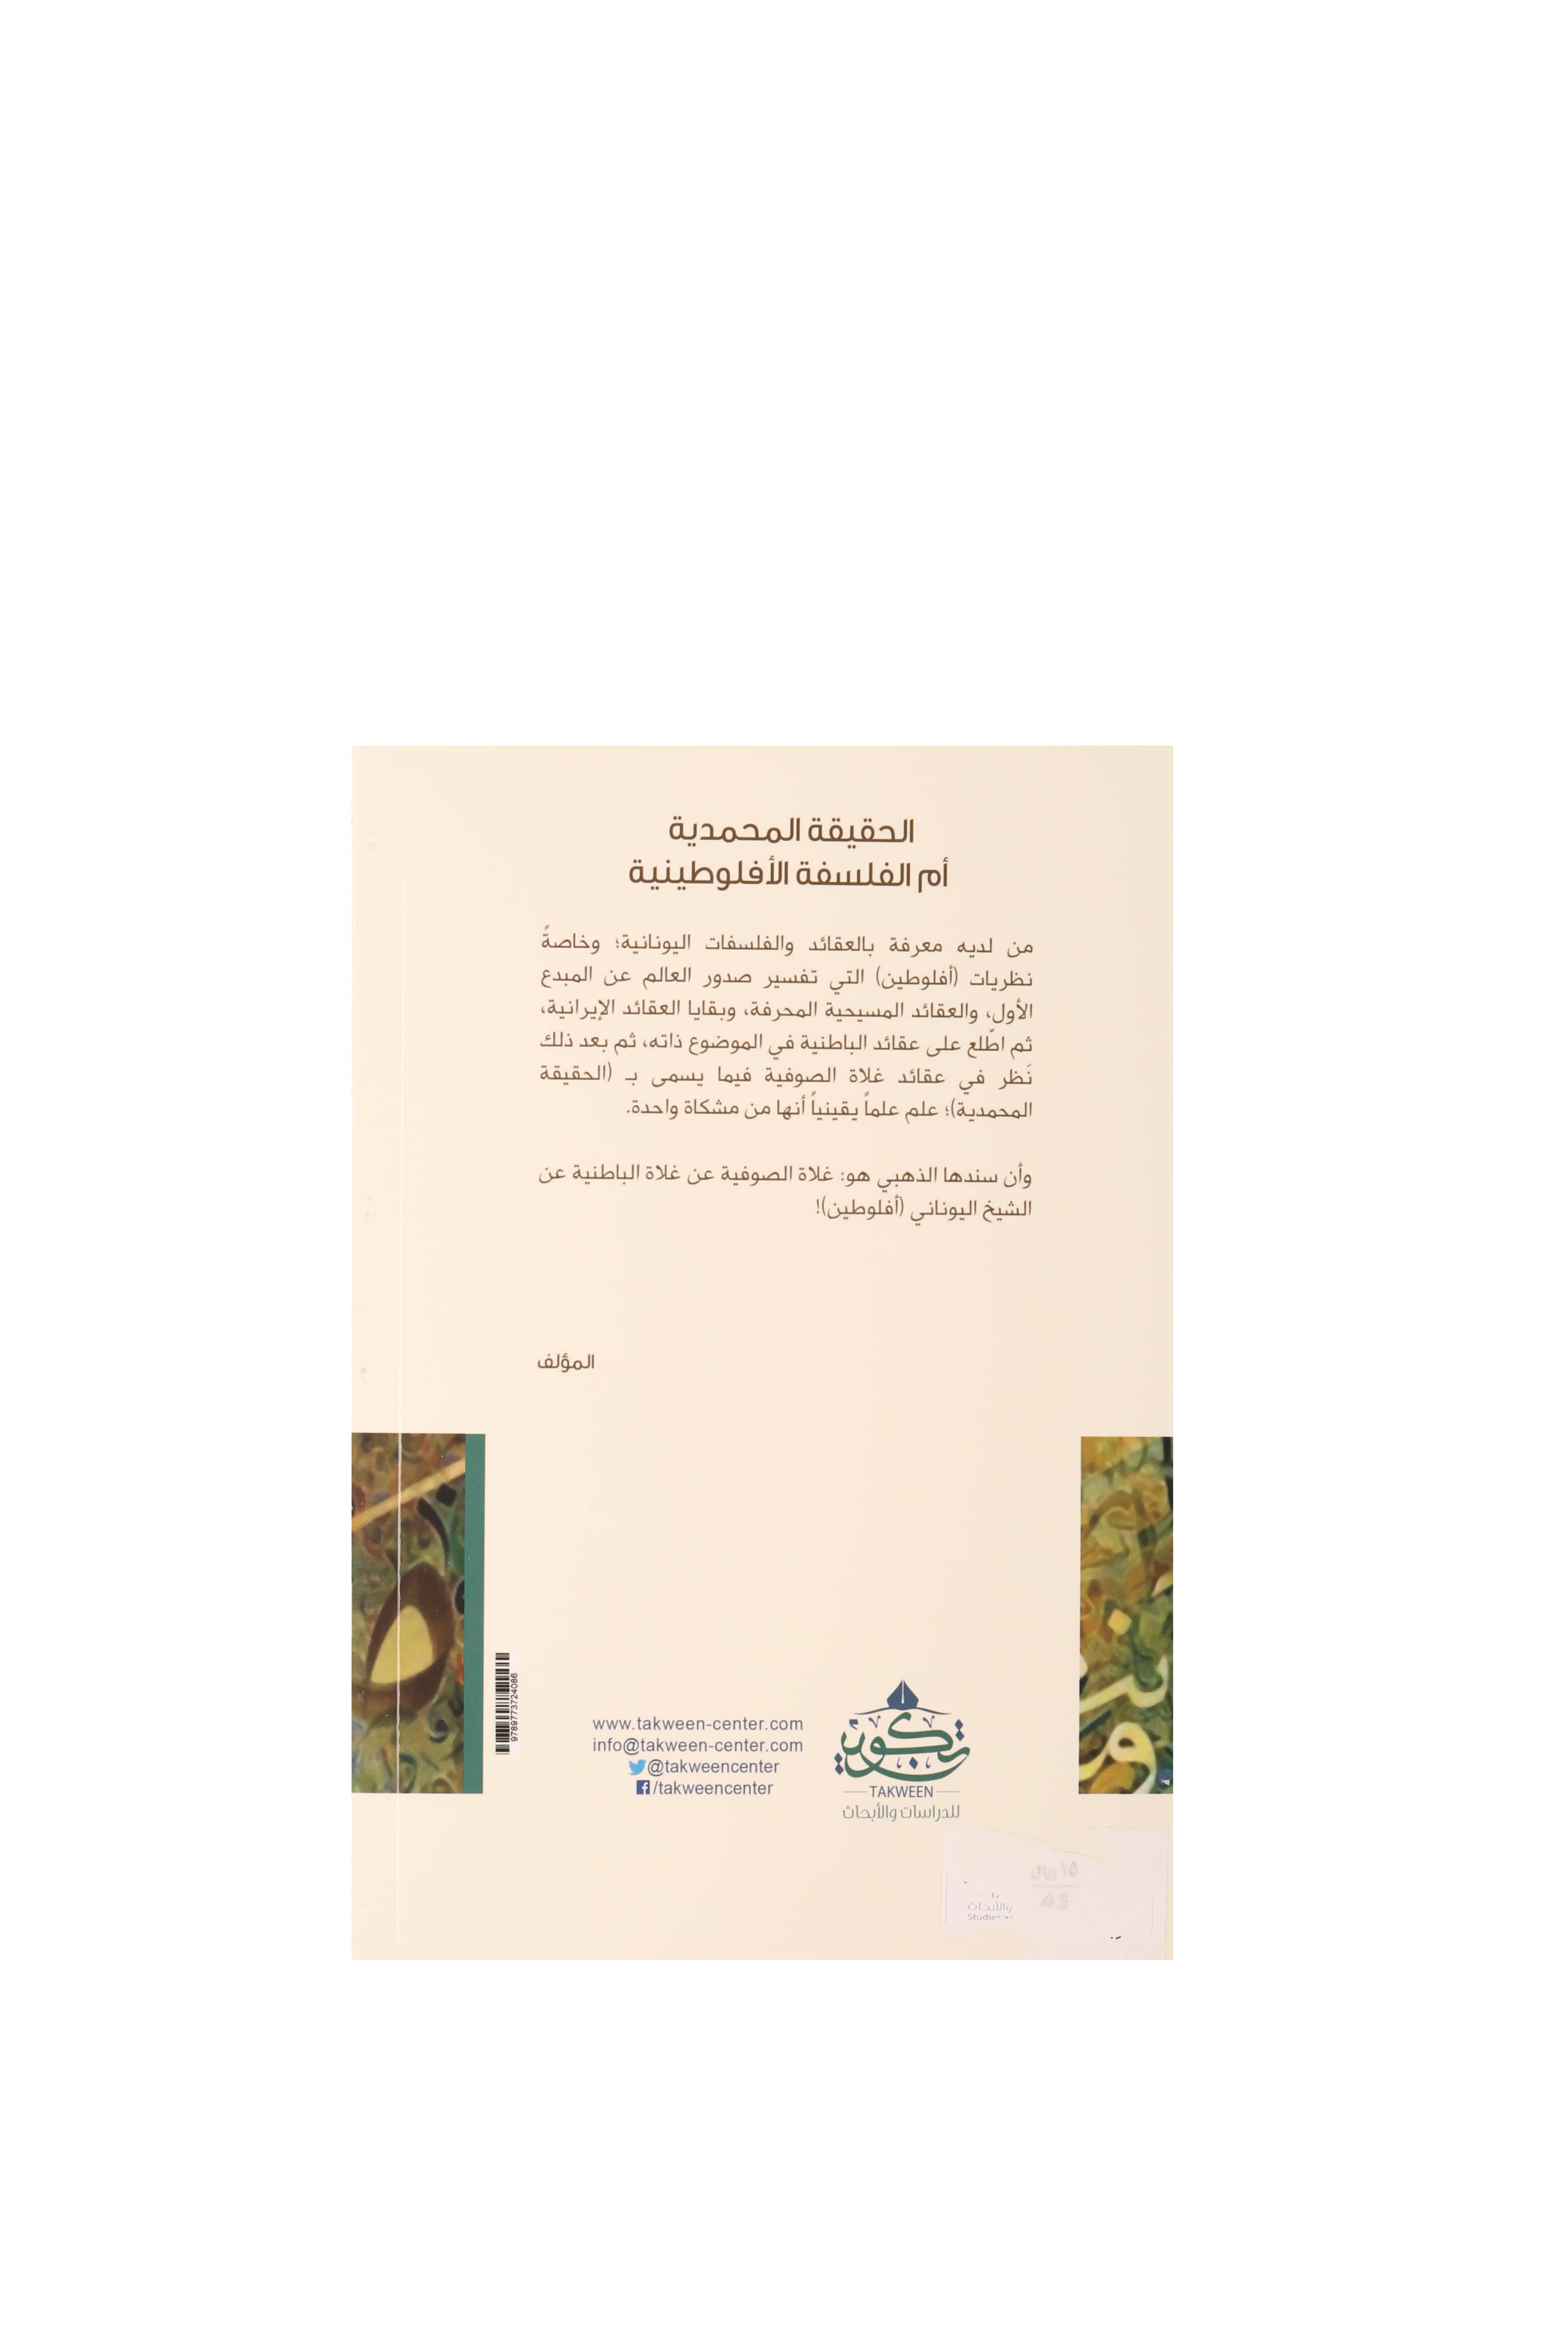 الحقيقة المحمدية
أم الفلسفة الأفلوطينية
من لديه معرفة بالعقائد والفلسفات اليونانية؛ وخاصةً
نظريات (أفلوطين) التي تفسير صدور العالم عن المبدع
الأول، والعقائد المسيحية المحرفة، وبقايا العقائد الإيرانية،
ثم اطّلع على عقائد الباطنية في الموضوع ذاته، ثم بعد ذلك
نَظر في عقائد غلاة الصوفية فيما يسمى بـ (الحقيقة
المحمدية)؛ علم علماً يقينياً أنها من مشكاة واحدة.
وأن سندها الذهبي هو: غلاة الصوفية عن غلاة الباطنية عن
الشيخ اليوناني (أفلوطين)!
المؤلف
9789773724086
www.takween-center.com
info@takween-center.com
@takweencenter
/takweencenter
تكوين
TAKWEEN
للدراسات والأبحاث
والأبحاث